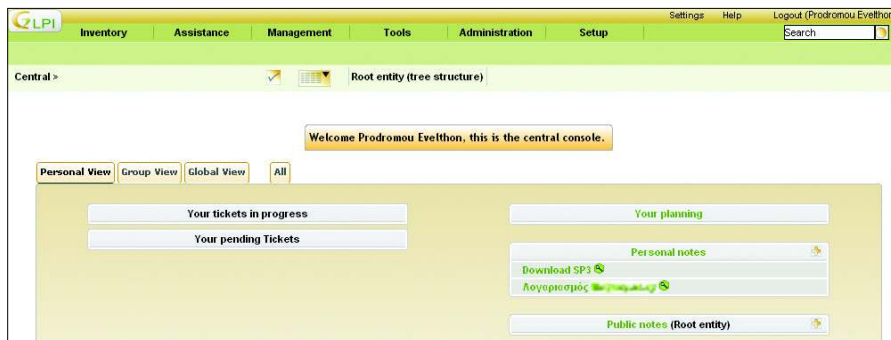 GLPI
Settings Help Logout (Prodromou Evelthon
Inventory Assistance Management Tools Administration Setup Search
Central » Root entity (tree structure)
Welcome Prodromou Evelthon, this is the central console.
Personal View Group View Global View All
Your tickets in progress
Your pending Tickets
Your planning
Personal notes
Download SP3
Λογαριασμός
Public notes (Root entity)